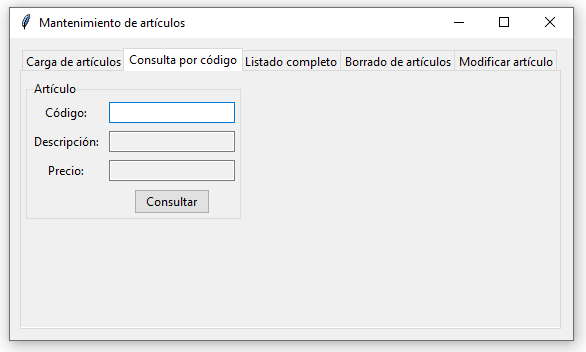 Mantenimiento de artículos
Carga de artículos Consulta por código Listado completo Borrado de artículos Modificar artículo
Artículo
Código:
Descripción:
Precio:
Consultar